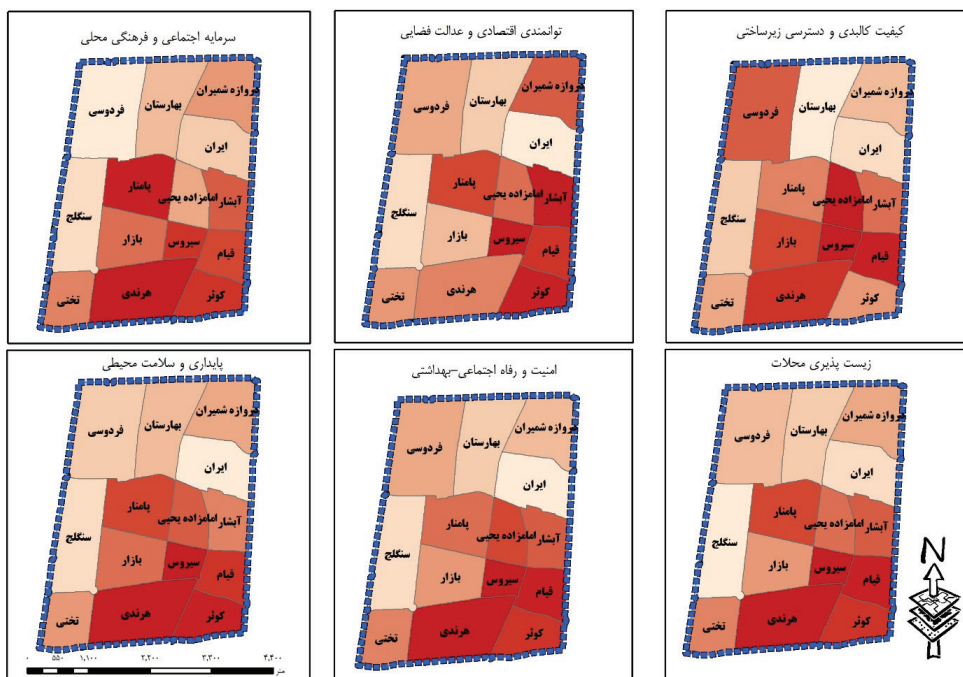 کیفیت کالبدی و دسترسی زیرساختی
دروازه شمیران
بهارستان
فردوسی
ایران
پامنار
امامزاده یحیی
آبشار
سنگلج
بازار
سیروس
قیام
هرندی
کوثر
تختی
توانمندی اقتصادی و عدالت فضایی
دروازه شمیران
بهارستان
فردوسی
ایران
پامنار
امامزاده یحیی
آبشار
سنگلج
بازار
سیروس
قیام
هرندی
کوثر
تختی
سرمایه اجتماعی و فرهنگی محلی
دروازه شمیران
بهارستان
فردوسی
ایران
پامنار
امامزاده یحیی
آبشار
سنگلج
بازار
سیروس
قیام
هرندی
کوثر
تختی
زیست پذیری محلات
دروازه شمیران
بهارستان
فردوسی
ایران
پامنار
امامزاده یحیی
آبشار
سنگلج
بازار
سیروس
قیام
هرندی
کوثر
تختی
N
امنیت و رفاه اجتماعی-بهداشتی
دروازه شمیران
بهارستان
فردوسی
ایران
پامنار
امامزاده یحیی
آبشار
سنگلج
بازار
سیروس
قیام
هرندی
کوثر
تختی
پایداری و سلامت محیطی
دروازه شمیران
بهارستان
فردوسی
ایران
پامنار
امامزاده یحیی
آبشار
سنگلج
بازار
سیروس
قیام
هرندی
کوثر
تختی
۰ ۵۵۰ ۱,۱۰۰ ۲,۲۰۰ ۳,۳۰۰ ۴,۴۰۰
متر